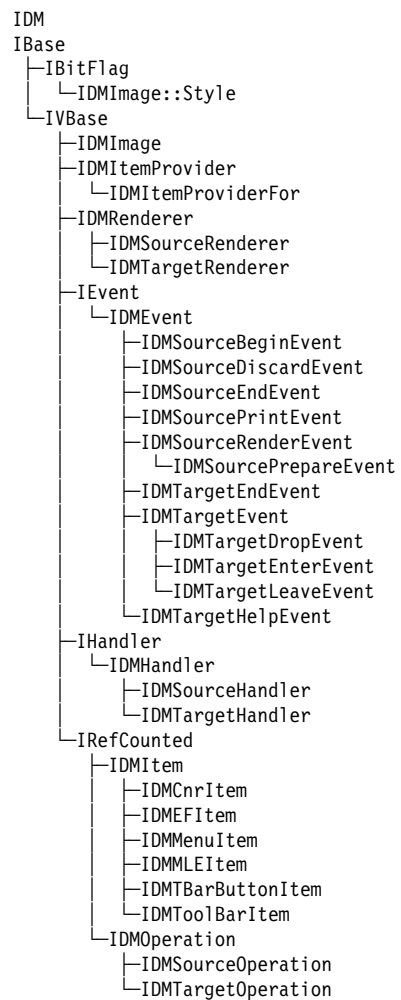 IDM
IBase
IBitFlag
IDMImage::Style
IVBase
IDMImage
IDMItemProvider
IDMItemProviderFor
IDMRenderer
IDMSourceRenderer
IDMTargetRenderer
IEvent
IDMEvent
IDMSourceBeginEvent
IDMSourceDiscardEvent
IDMSourceEndEvent
IDMSourcePrintEvent
IDMSourceRenderEvent
IDMSourcePrepareEvent
IDMTargetEndEvent
IDMTargetEvent
IDMTargetDropEvent
IDMTargetEnterEvent
IDMTargetLeaveEvent
IDMTargetHelpEvent
IHandler
IDMHandler
IDMSourceHandler
IDMTargetHandler
IRefCounted
IDMItem
IDMCnrItem
IDMEFItem
IDMMenuItem
IDMMLEItem
IDMTBarButtonItem
IDMToolBarItem
IDMOperation
IDMSourceOperation
IDMTargetOperation